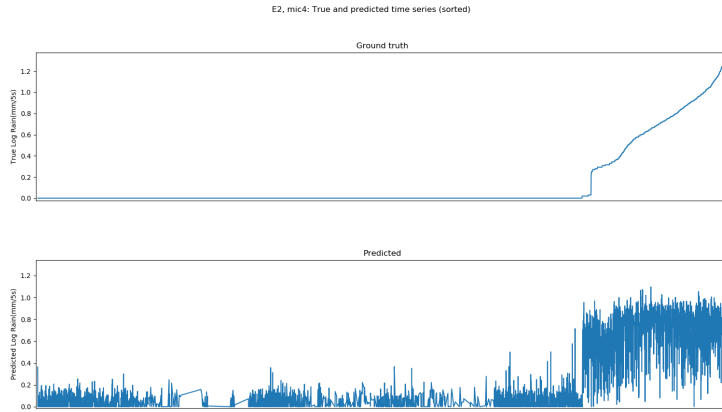 E2, mic4: True and predicted time series (sorted)
Ground truth
True Log Rain(mm/5s)
1.2
1.0
0.8
0.6
0.4
0.2
0.0
Predicted
Predicted Log Rain(mm/5s)
1.2
1.0
0.8
0.6
0.4
0.2
0.0